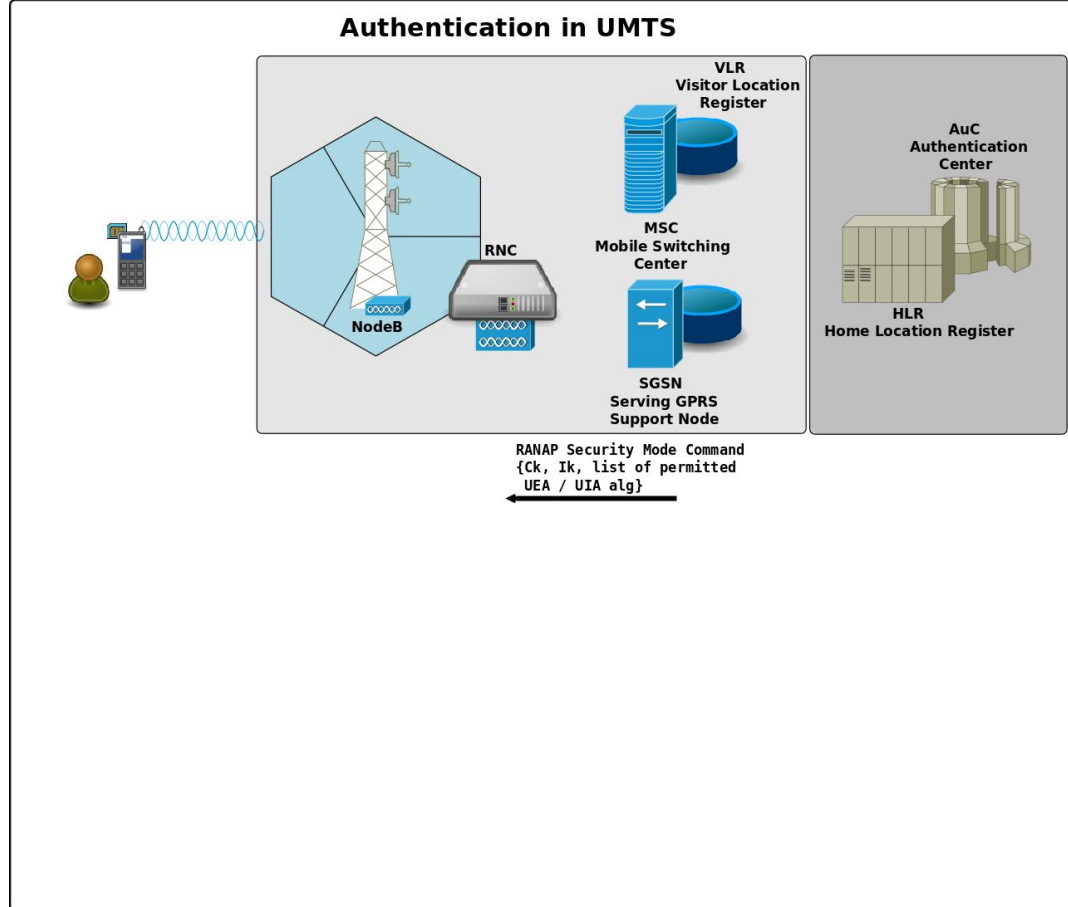 Authentication in UMTS
VLR
Visitor Location
Register
AuC
Authentication
Center
MSC
Mobile Switching
Center
RNC
NodeB
HLR
Home Location Register
SGSN
Serving GPRS
Support Node
RANAP Security Mode Command
{Ck, Ik, list of permitted
UEA / UIA alg}